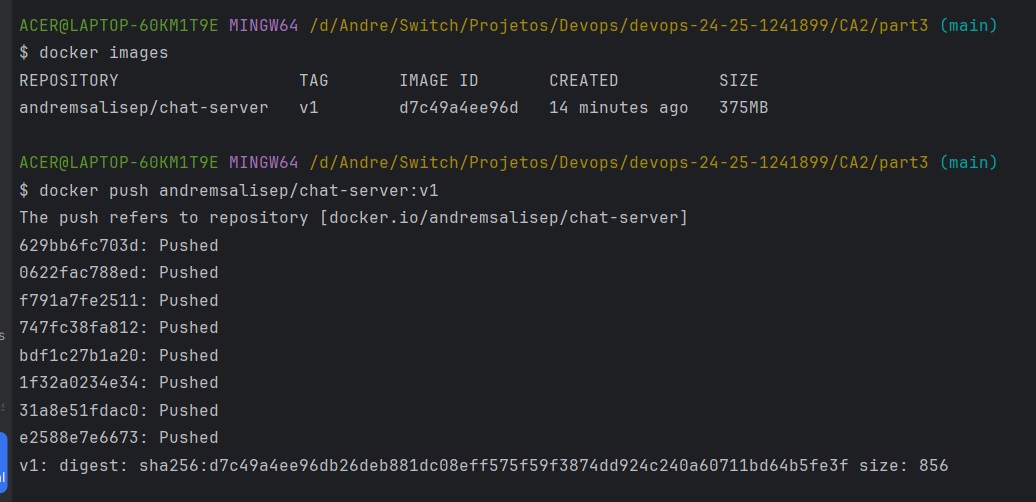 ACER@LAPTOP-60KM1T9E MINGW64 /d/Andre/Switch/Projetos/Devops/devops-24-25-1241899/CA2/part3 (main)
$ docker images
REPOSITORY                  TAG       IMAGE ID       CREATED          SIZE
andremsalisep/chat-server   v1        d7c49a4ee96d   14 minutes ago   375MB

ACER@LAPTOP-60KM1T9E MINGW64 /d/Andre/Switch/Projetos/Devops/devops-24-25-1241899/CA2/part3 (main)
$ docker push andremsalisep/chat-server:v1
The push refers to repository [docker.io/andremsalisep/chat-server]
629bb6fc703d: Pushed
0622fac788ed: Pushed
f791a7fe2511: Pushed
747fc38fa812: Pushed
bdf1c27b1a20: Pushed
1f32a0234e34: Pushed
31a8e51fdac0: Pushed
e2588e7e6673: Pushed
v1: digest: sha256:d7c49a4ee96db26deb881dc08eff575f59f3874dd924c240a60711bd64b5fe3f size: 856